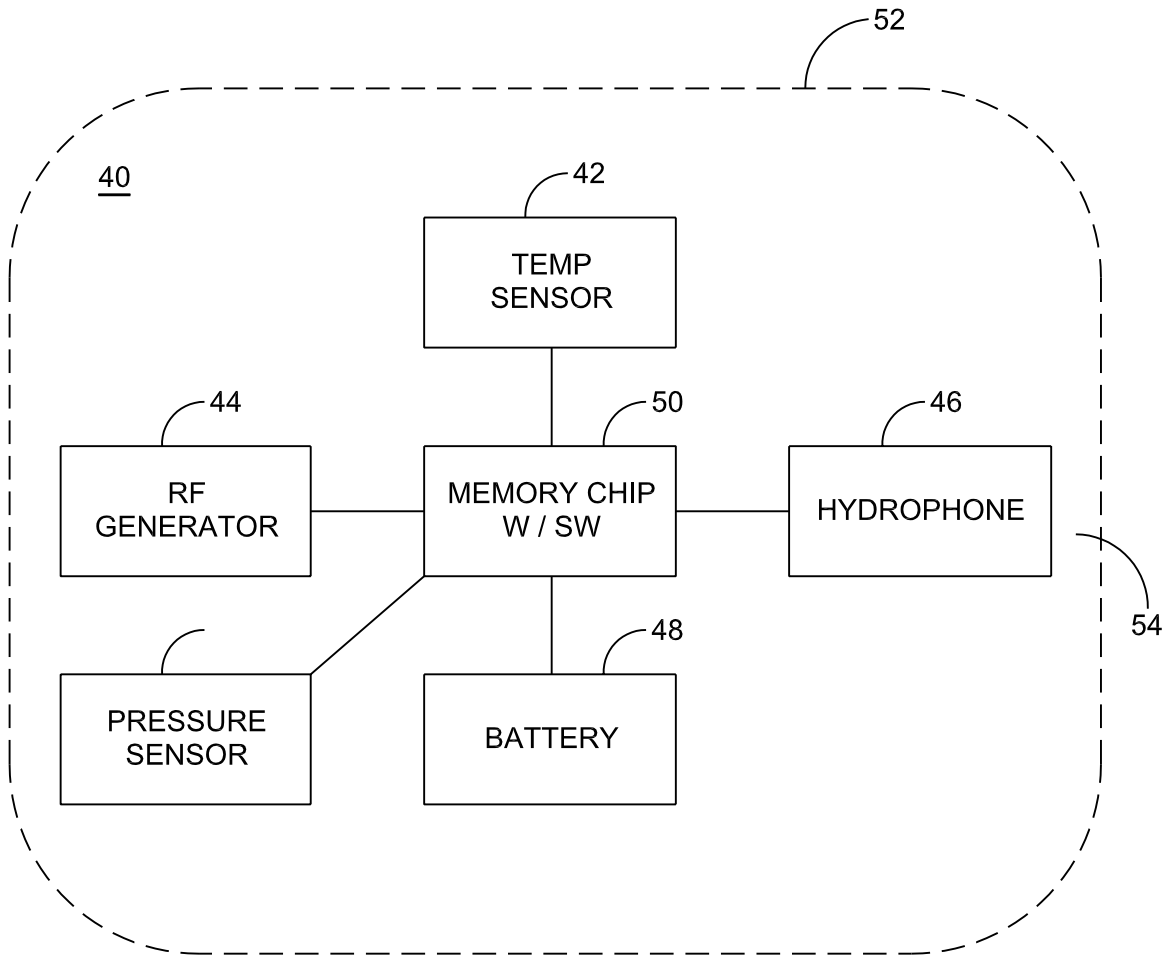 52
40
42
TEMP
SENSOR
44
50
46
RF
GENERATOR
MEMORY CHIP
W / SW
HYDROPHONE
54
48
PRESSURE
SENSOR
BATTERY